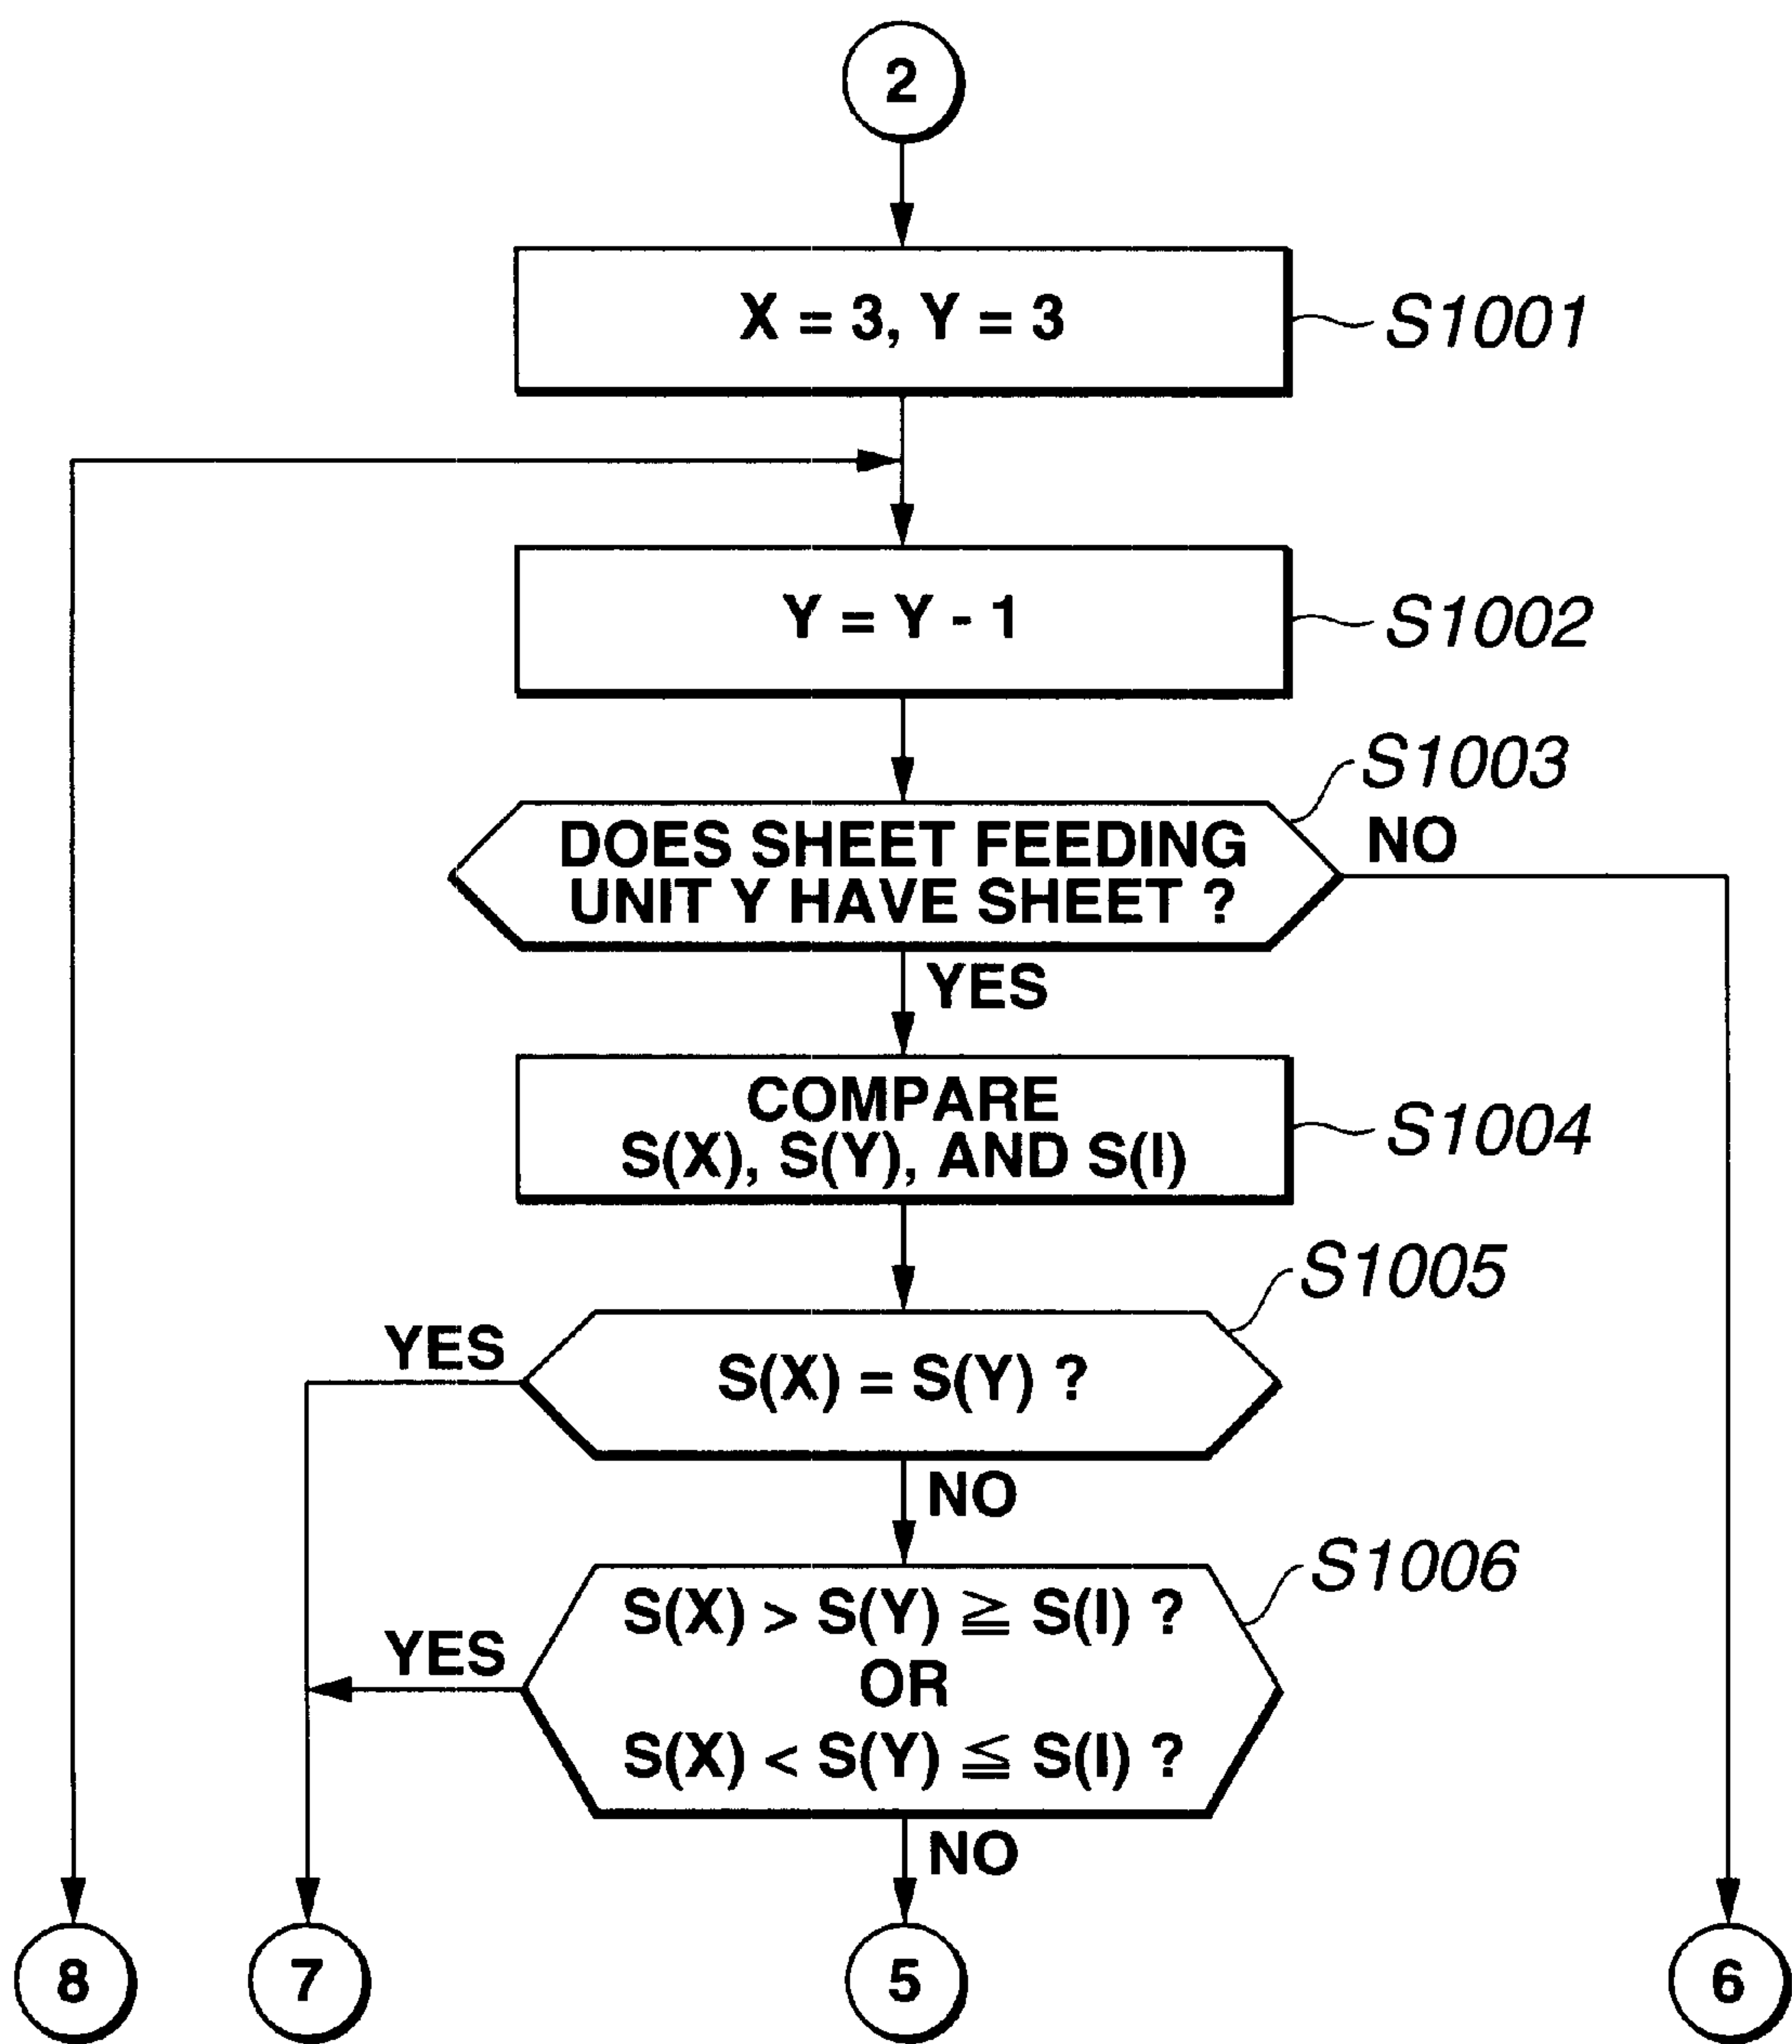 2
X = 3, Y = 3
S1001
Y = Y - 1
S1002
S1003
DOES SHEET FEEDING
UNIT Y HAVE SHEET ?
NO
YES
COMPARE
S(X), S(Y), AND S(I)
S1004
S1005
YES
S(X) = S(Y) ?
NO
S1006
S(X) > S(Y) ≧ S(I) ?
YES
OR
S(X) < S(Y) ≦ S(I) ?
NO
8
7
5
6